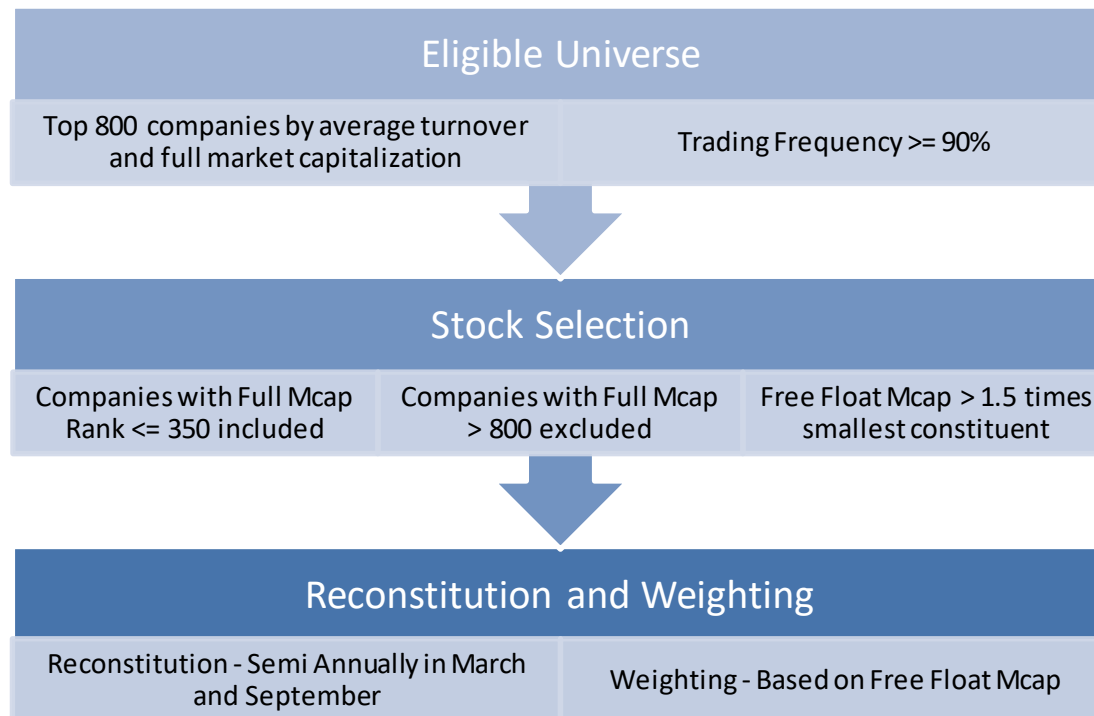 Eligible Universe
Top 800 companies by average turnover
and full market capitalization
Trading Frequency >= 90%
Stock Selection
Companies with Full Mcap
Rank <= 350 included
Companies with Full Mcap
> 800 excluded
Free Float Mcap > 1.5 times
smallest constituent
Reconstitution and Weighting
Reconstitution - Semi Annually in March
and September
Weighting - Based on Free Float Mcap